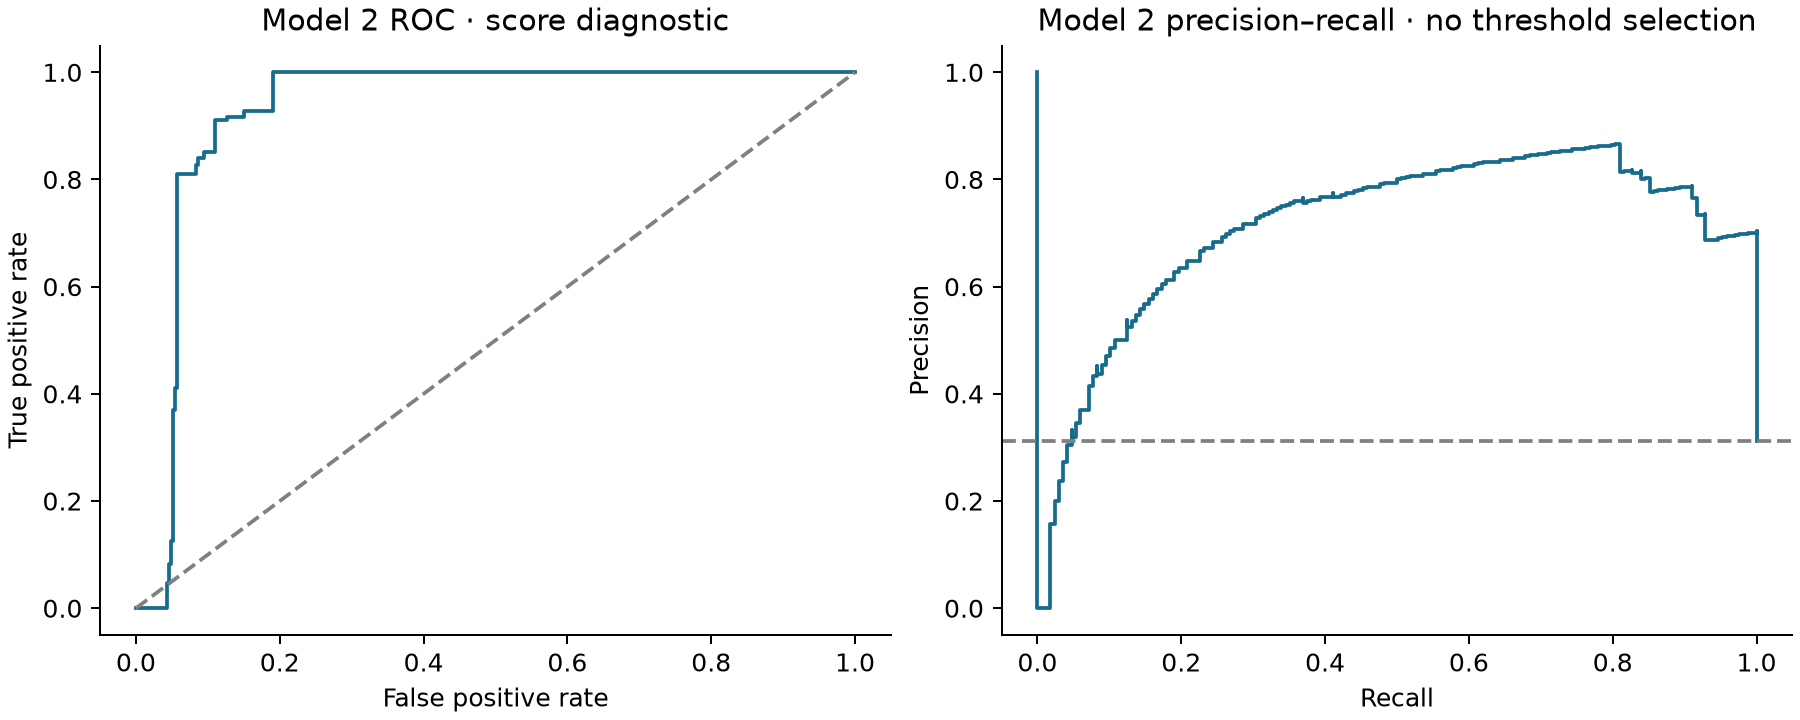 Model 2 ROC · score diagnostic
1.0
0.8
0.6
0.4
0.2
0.0
True positive rate
0.0 0.2 0.4 0.6 0.8 1.0
False positive rate
Model 2 precision–recall · no threshold selection
1.0
0.8
0.6
0.4
0.2
0.0
Precision
0.0 0.2 0.4 0.6 0.8 1.0
Recall